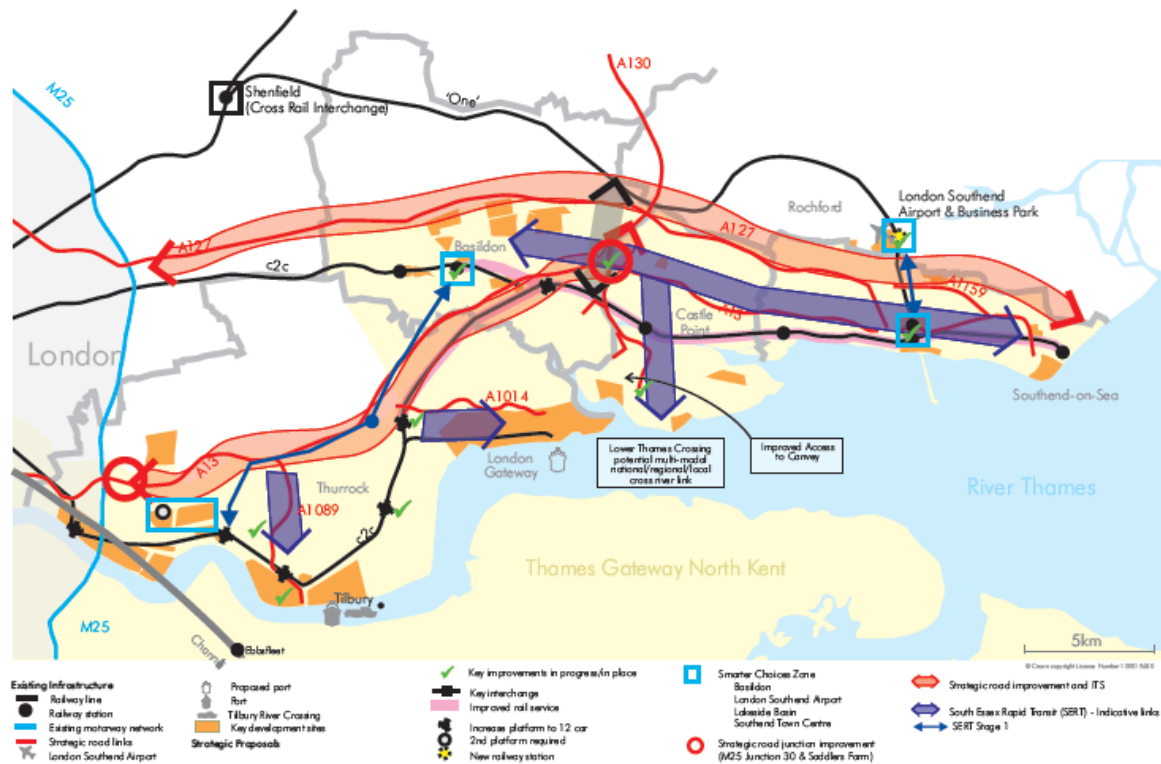 M25
Shenfield
(Cross Rail Interchange)
'One'
A130
London Southend
Airport & Business Park
Rochford
A127
A127
Basildon
c2c
A1159
A13
Castle
Point
London
Southend-on-Sea
A1014
London
Gateway
Lower Thames Crossing
potential multi-modal
national/regional/local
cross river link
Improved Access
to Canvey
River Thames
A13
Thurrock
A1089
c2c
Thames Gateway North Kent
Tilbury
M25
Ebbsfleet
5km
Existing Infrastructure
Railway line
Railway station
Existing motorway network
Strategic road links
London Southend Airport
Proposed port
Port
Tilbury River Crossing
Key development sites
Strategic Proposals
Key improvements in progress/in place
Key interchange
Improved rail service
Increase platform to 12 car
2nd platform required
New railway station
Smarter Choices Zone
Basildon
London Southend Airport
Lakeside Basin
Southend Town Centre
Strategic road junction improvement
(M25 Junction 30 & Saddlers Farm)
Strategic road improvement and ITS
South Essex Rapid Transit (SERT) - Indicative links
SERT Stage 1